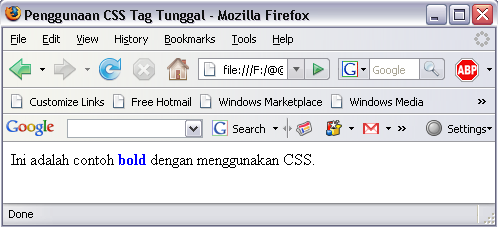 Penggunaan CSS Tag Tunggal - Mozilla Firefox
File Edit View History Bookmarks Tools Help
file:///F:/@@ G Google ABP
Customize Links Free Hotmail Windows Marketplace Windows Media »
Google G Search » Settings
Ini adalah contoh bold dengan menggunakan CSS.
Done